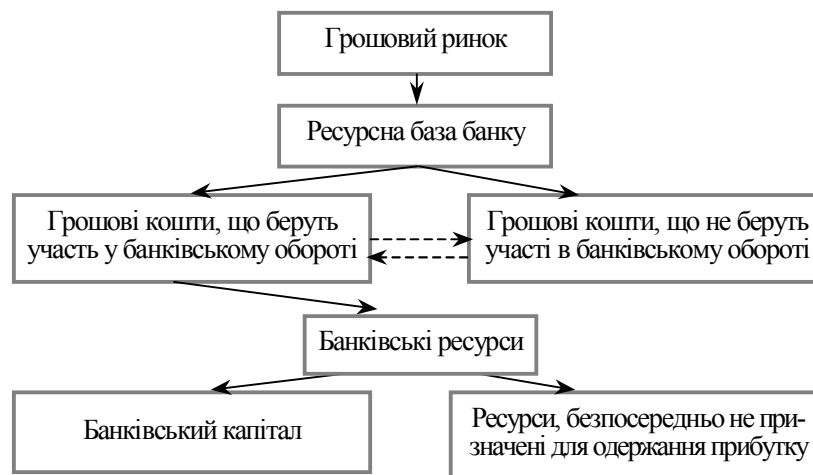 Грошовий ринок
Ресурсна база банку
Грошові кошти, що беруть
участь у банківському обороті
Грошові кошти, що не беруть
участі в банківському обороті
Банківські ресурси
Банківський капітал
Ресурси, безпосередньо не при-
значені для одержання прибутку